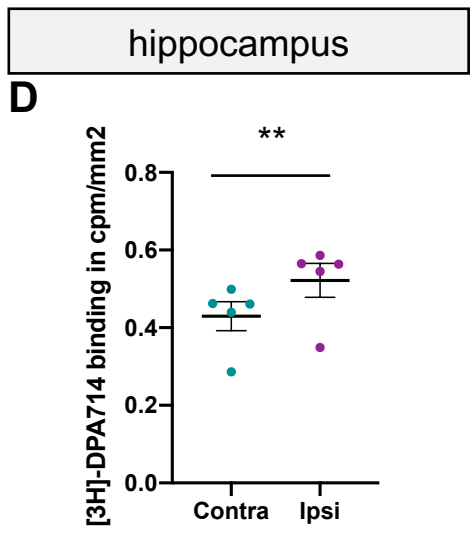 hippocampus
D
**
[3H]-DPA714 binding in cpm/mm2
0.8
0.6
0.4
0.2
0.0
Contra Ipsi